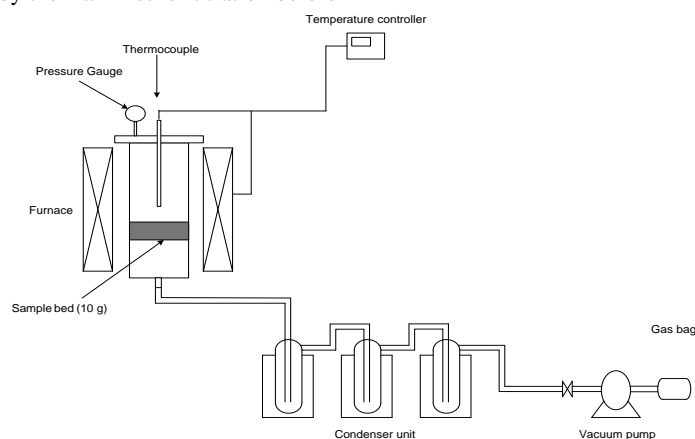 Temperature controller
Thermocouple
Pressure Gauge
Furnace
Sample bed (10 g)
Gas bag
Condenser unit
Vacuum pump